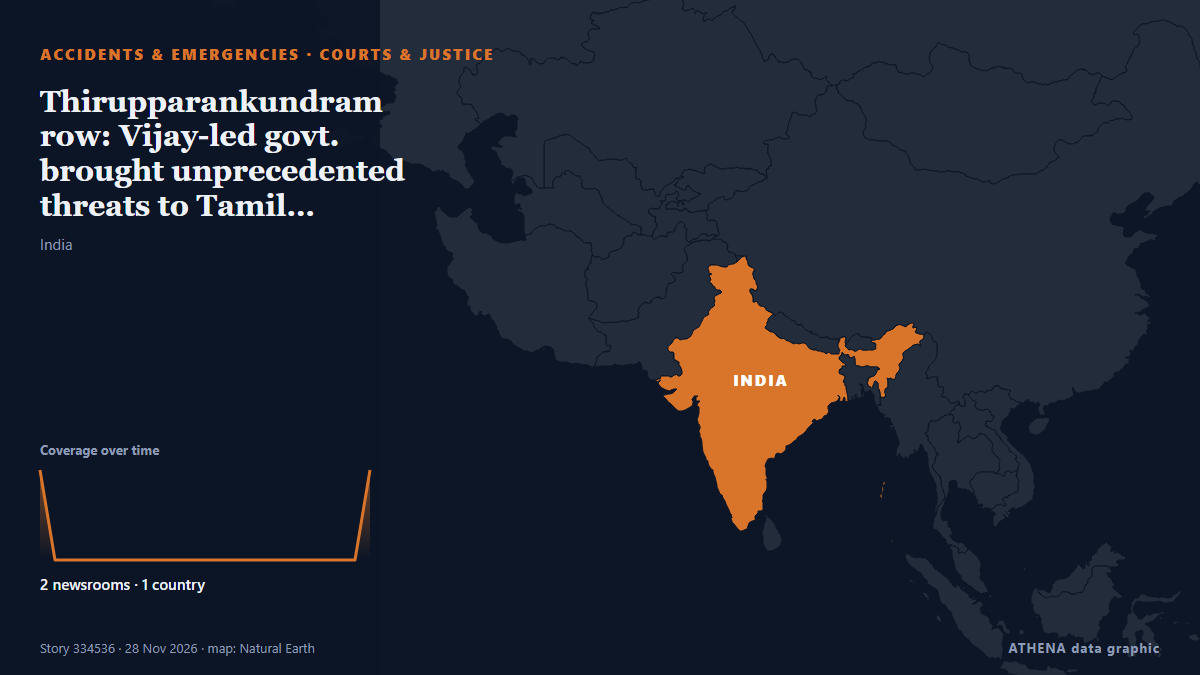 ACCIDENTS & EMERGENCIES · COURTS & JUSTICE
Thirupparankundram
row: Vijay-led govt.
brought unprecedented
threats to Tamil...
India
INDIA
Coverage over time
2 newsrooms · 1 country
Story 334536 · 28 Nov 2026 · map: Natural Earth
ATHENA data graphic